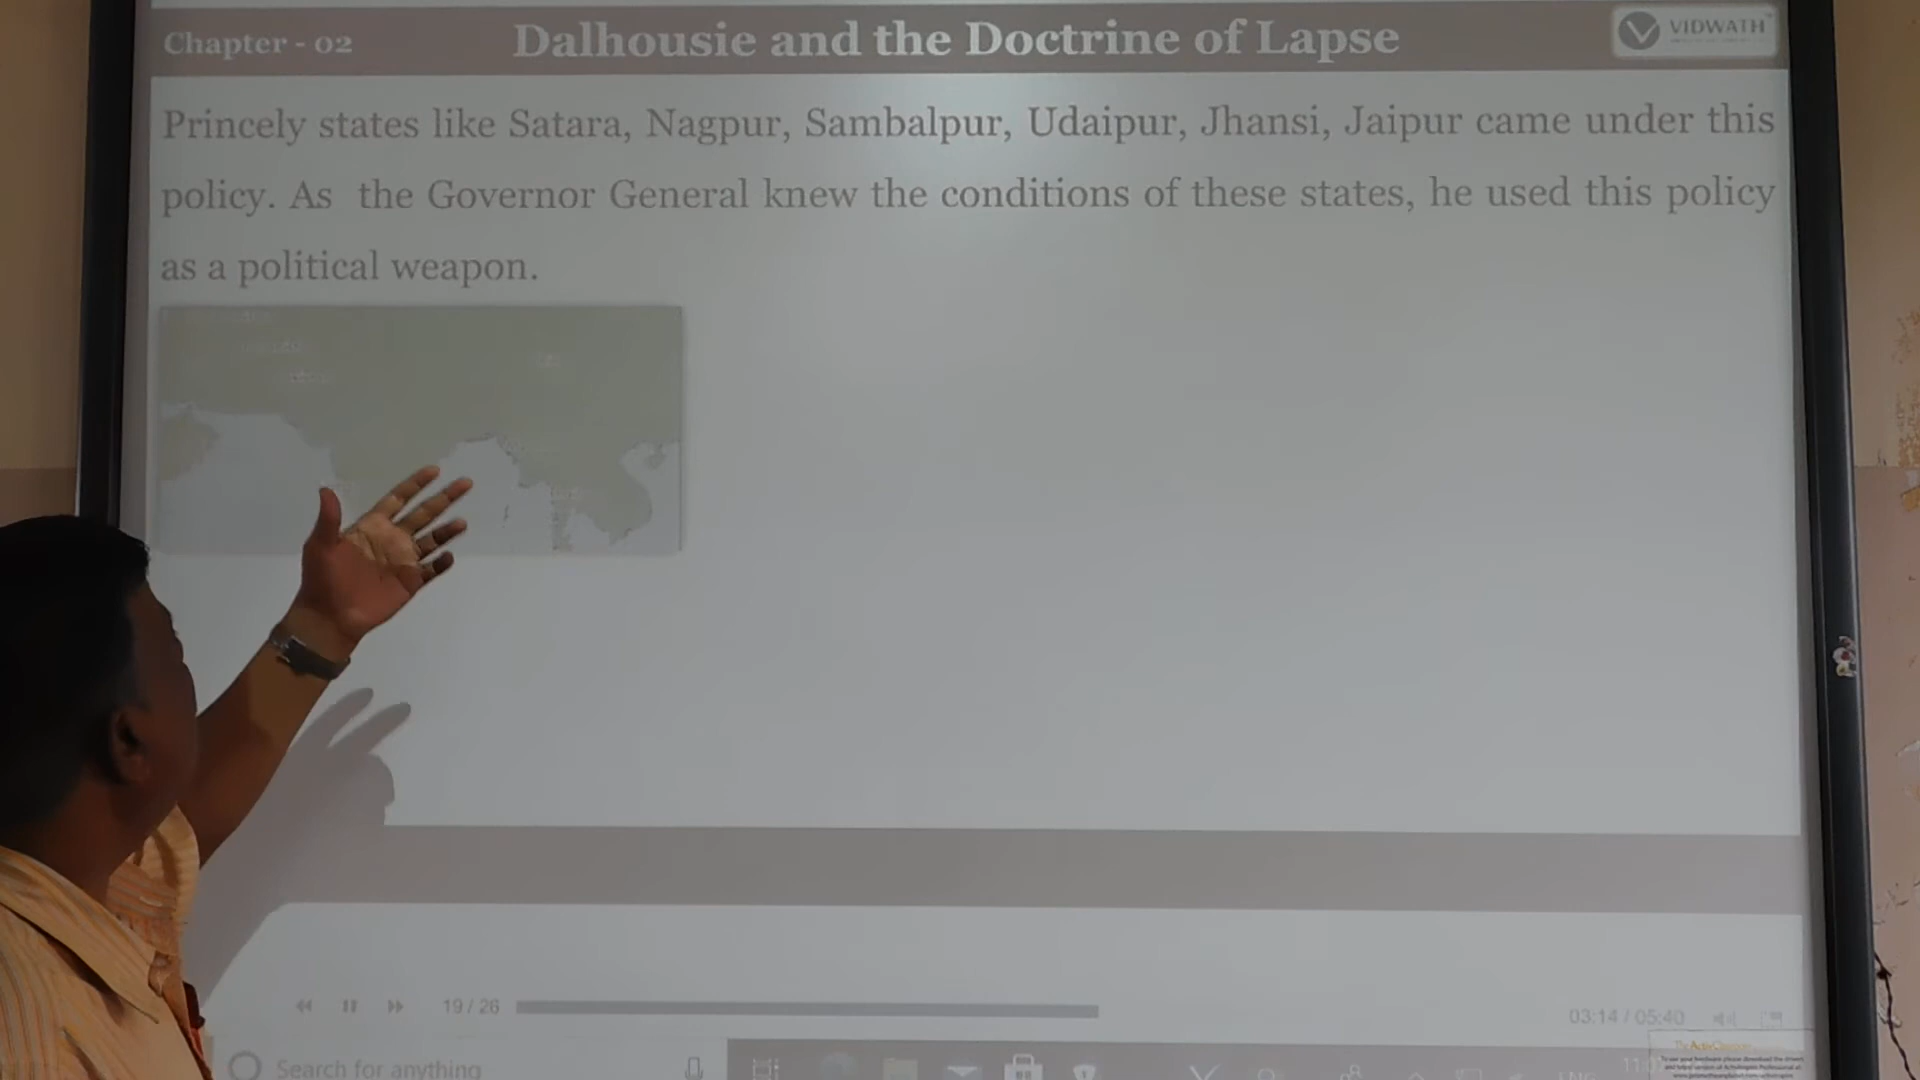 Chapter - 02
Dalhousie and the Doctrine of Lapse
VIDWATH
Princely states like Satara, Nagpur, Sambalpur, Udaipur, Jhansi, Jaipur came under this
policy. As the Governor General knew the conditions of these states, he used this policy
as a political weapon.
19 / 26
03:14 / 05:40
Search for anything